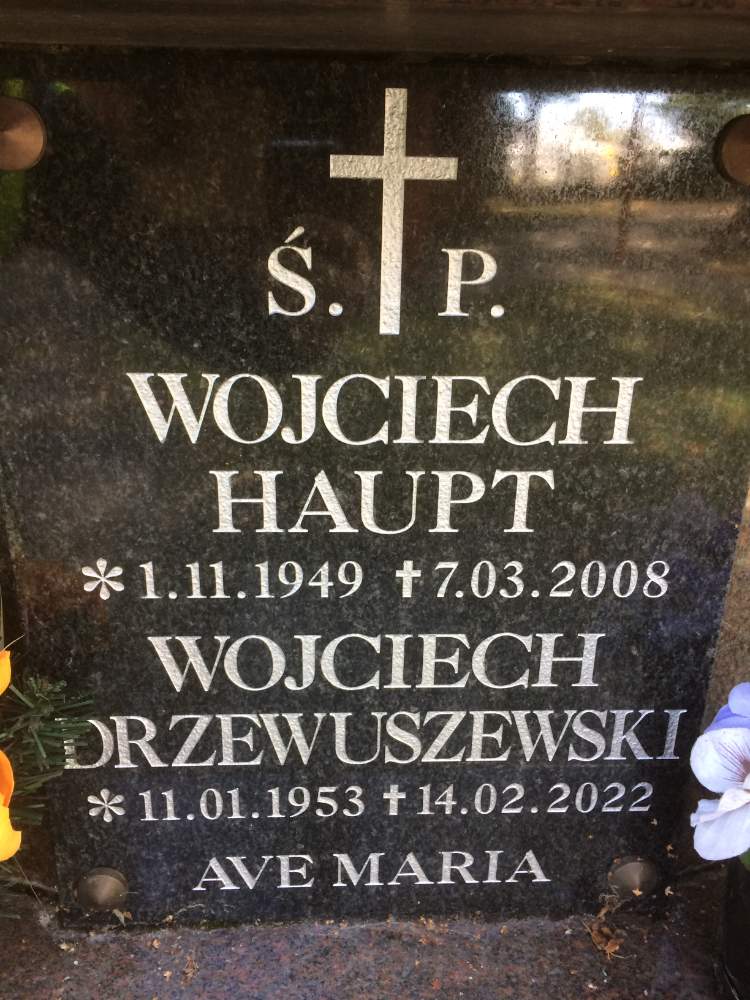 Ś. P.
WOJCIECH
HAUPT
* 1.11.1949 † 7.03.2008
WOJCIECH
DRZEWUSZEWSKI
* 11.01.1953 † 14.02.2022
AVE MARIA